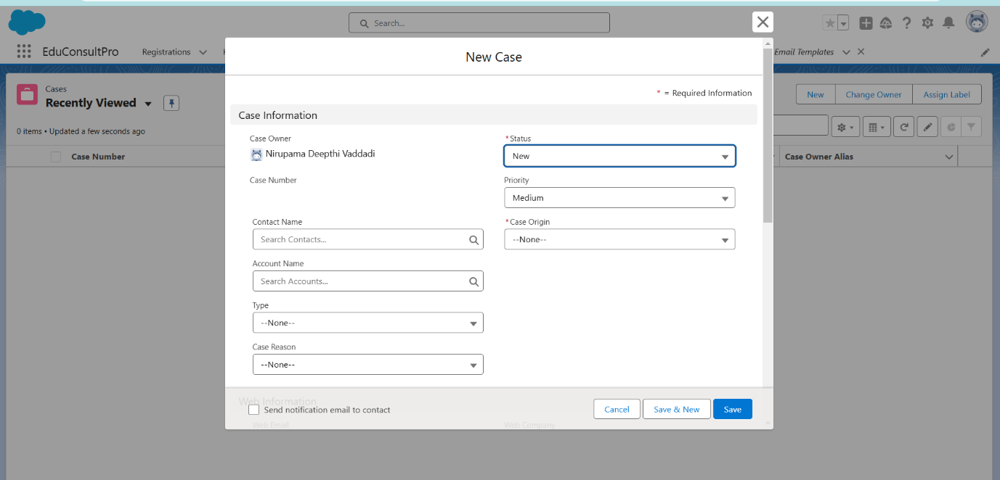 Search...
EduConsultPro
Registrations
Email Templates
Cases
Recently Viewed
New
Change Owner
Assign Label
0 items • Updated a few seconds ago
Case Number
Case Owner Alias
New Case
* = Required Information
Case Information
Case Owner
Nirupama Deepthi Vaddadi
*Status
New
Case Number
Priority
Medium
Contact Name
Search Contacts...
*Case Origin
--None--
Account Name
Search Accounts...
Type
--None--
Case Reason
--None--
Web Information
Send notification email to contact
Cancel
Save & New
Save
Web Email
Web Company